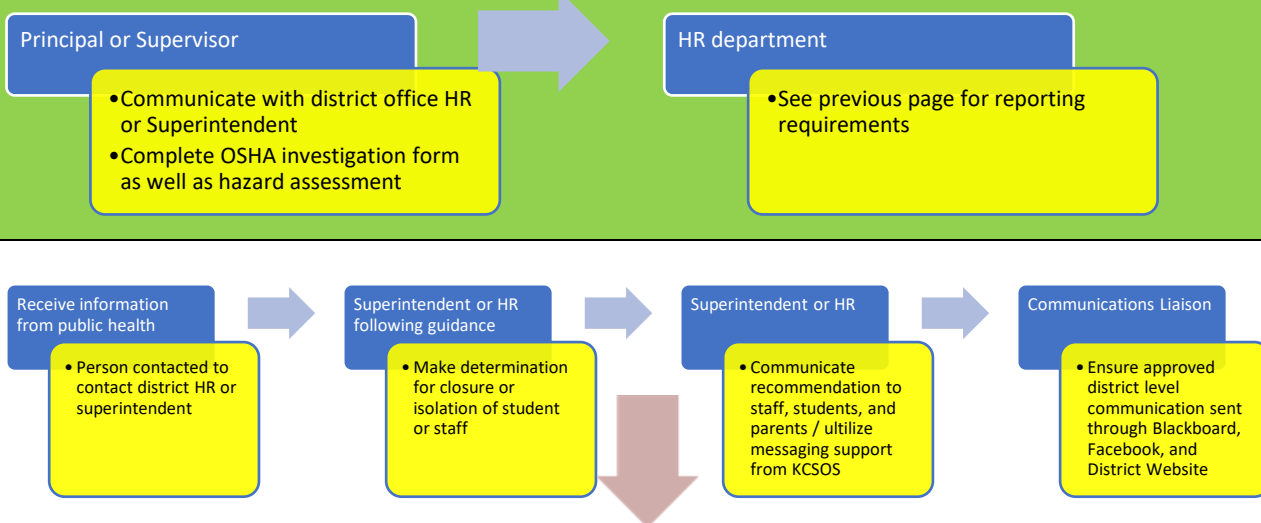 Principal or Supervisor
•Communicate with district office HR
or Superintendent
•Complete OSHA investigation form
as well as hazard assessment
HR department
•See previous page for reporting
requirements
Receive information
from public health
• Person contacted to
contact district HR or
superintendent
Superintendent or HR
following guidance
• Make determination
for closure or
isolation of student
or staff
Superintendent or HR
• Communicate
recommendation to
staff, students, and
parents / ultilize
messaging support
from KCSOS
Communications Liaison
• Ensure approved
district level
communication sent
through Blackboard,
Facebook, and
District Website